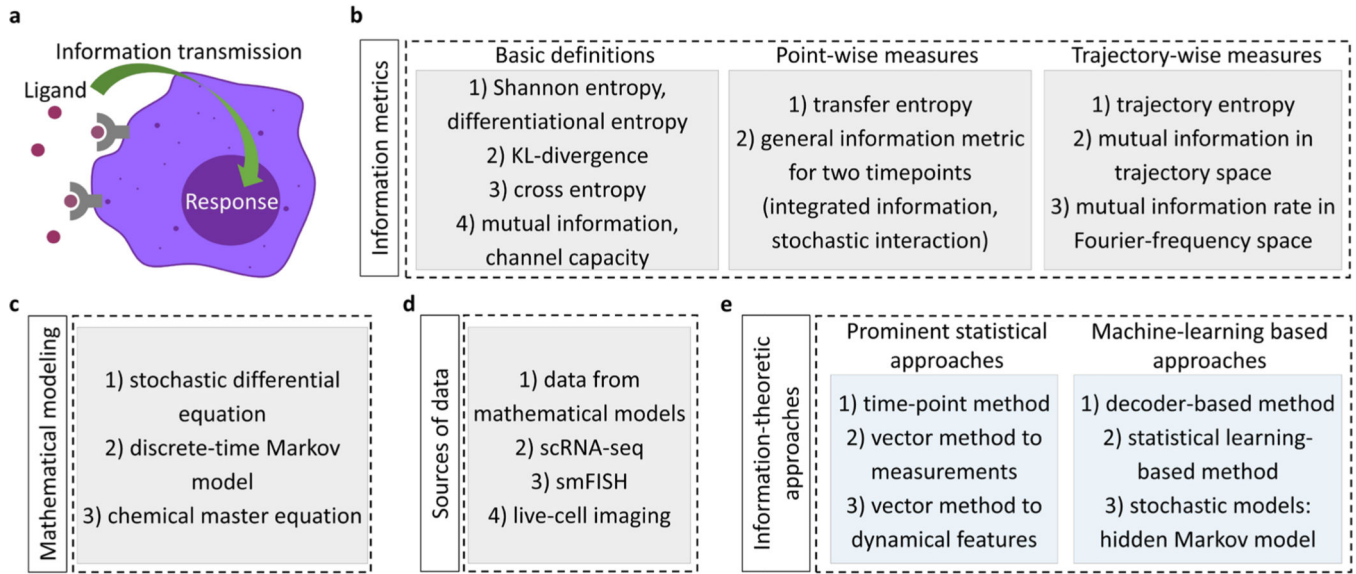 a
Information transmission
Ligand
Response
b
Information metrics
Basic definitions
1) Shannon entropy,
differentiational entropy
2) KL-divergence
3) cross entropy
4) mutual information,
channel capacity
Point-wise measures
1) transfer entropy
2) general information metric
for two timepoints
(integrated information,
stochastic interaction)
Trajectory-wise measures
1) trajectory entropy
2) mutual information in
trajectory space
3) mutual information rate in
Fourier-frequency space
c
Mathematical modeling
1) stochastic differential
equation
2) discrete-time Markov
model
3) chemical master equation
d
Sources of data
1) data from
mathematical models
2) scRNA-seq
3) smFISH
4) live-cell imaging
e
Information-theoretic
approaches
Prominent statistical
approaches
1) time-point method
2) vector method to
measurements
3) vector method to
dynamical features
Machine-learning based
approaches
1) decoder-based method
2) statistical learning-
based method
3) stochastic models:
hidden Markov model